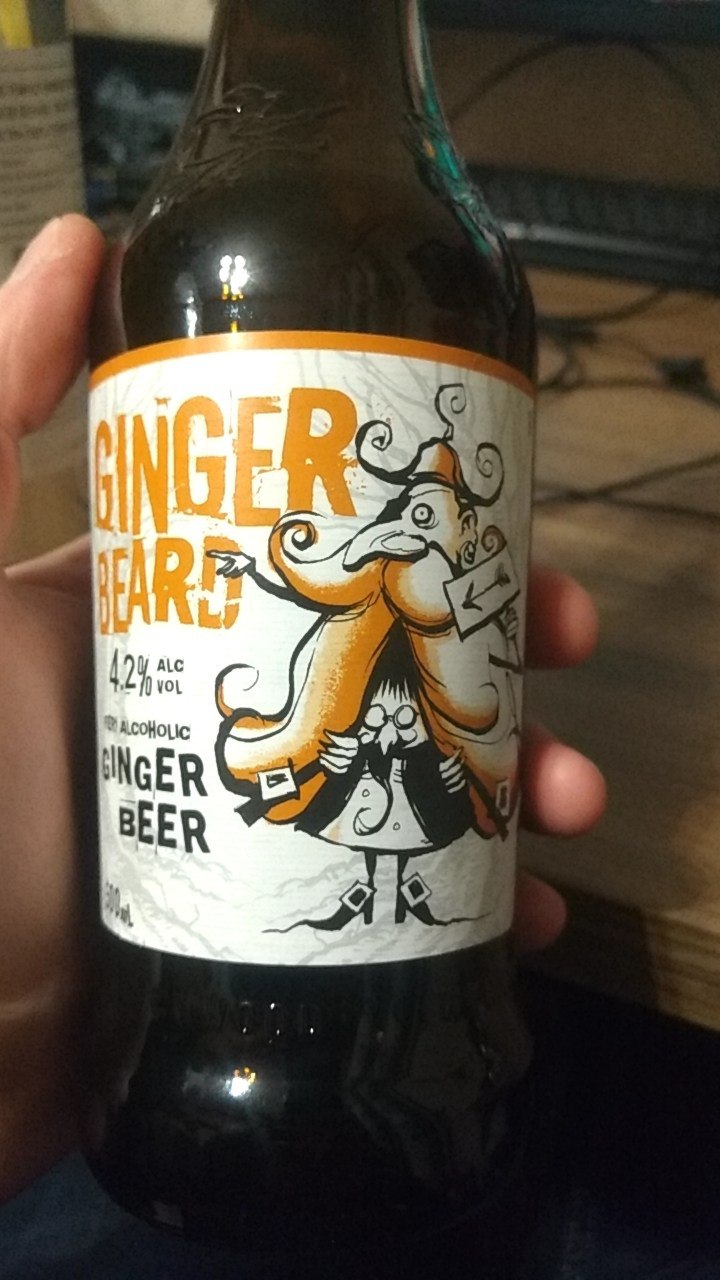 GINGER
BEARD
4.2% ALC
VOL
ALCOHOLIC
GINGER
BEER